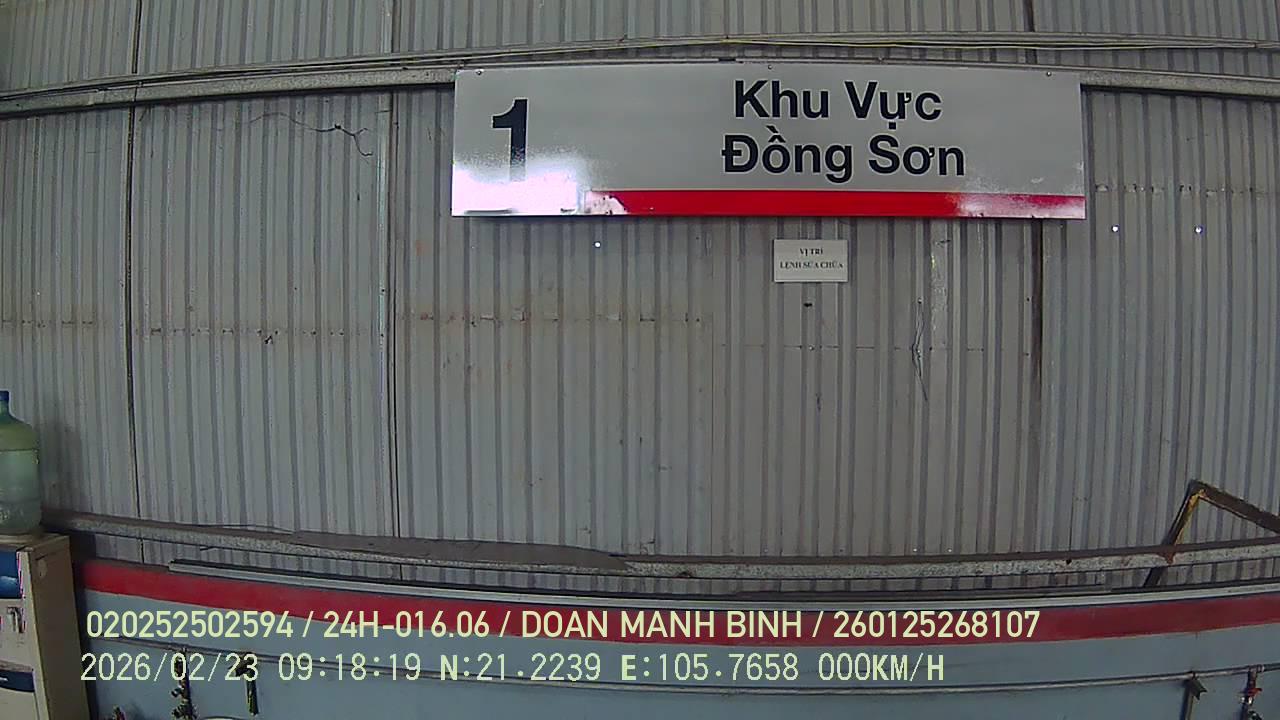 1
Khu Vực
Đồng Sơn
VỊ TRÍ
LỆNH SỬA CHỮA
020252502594 / 24H-016.06 / DOAN MANH BINH / 260125268107
2026/02/23 09:18:19 N:21.2239 E:105.7658 000KM/H